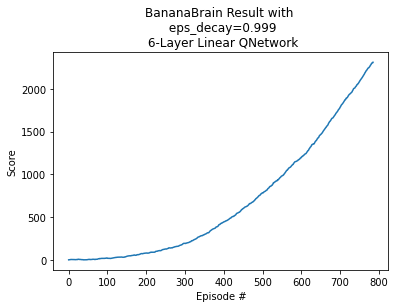 BananaBrain Result with
eps_decay=0.999
6-Layer Linear QNetwork
Score
2000
1500
1000
500
0
0 100 200 300 400 500 600 700 800
Episode #